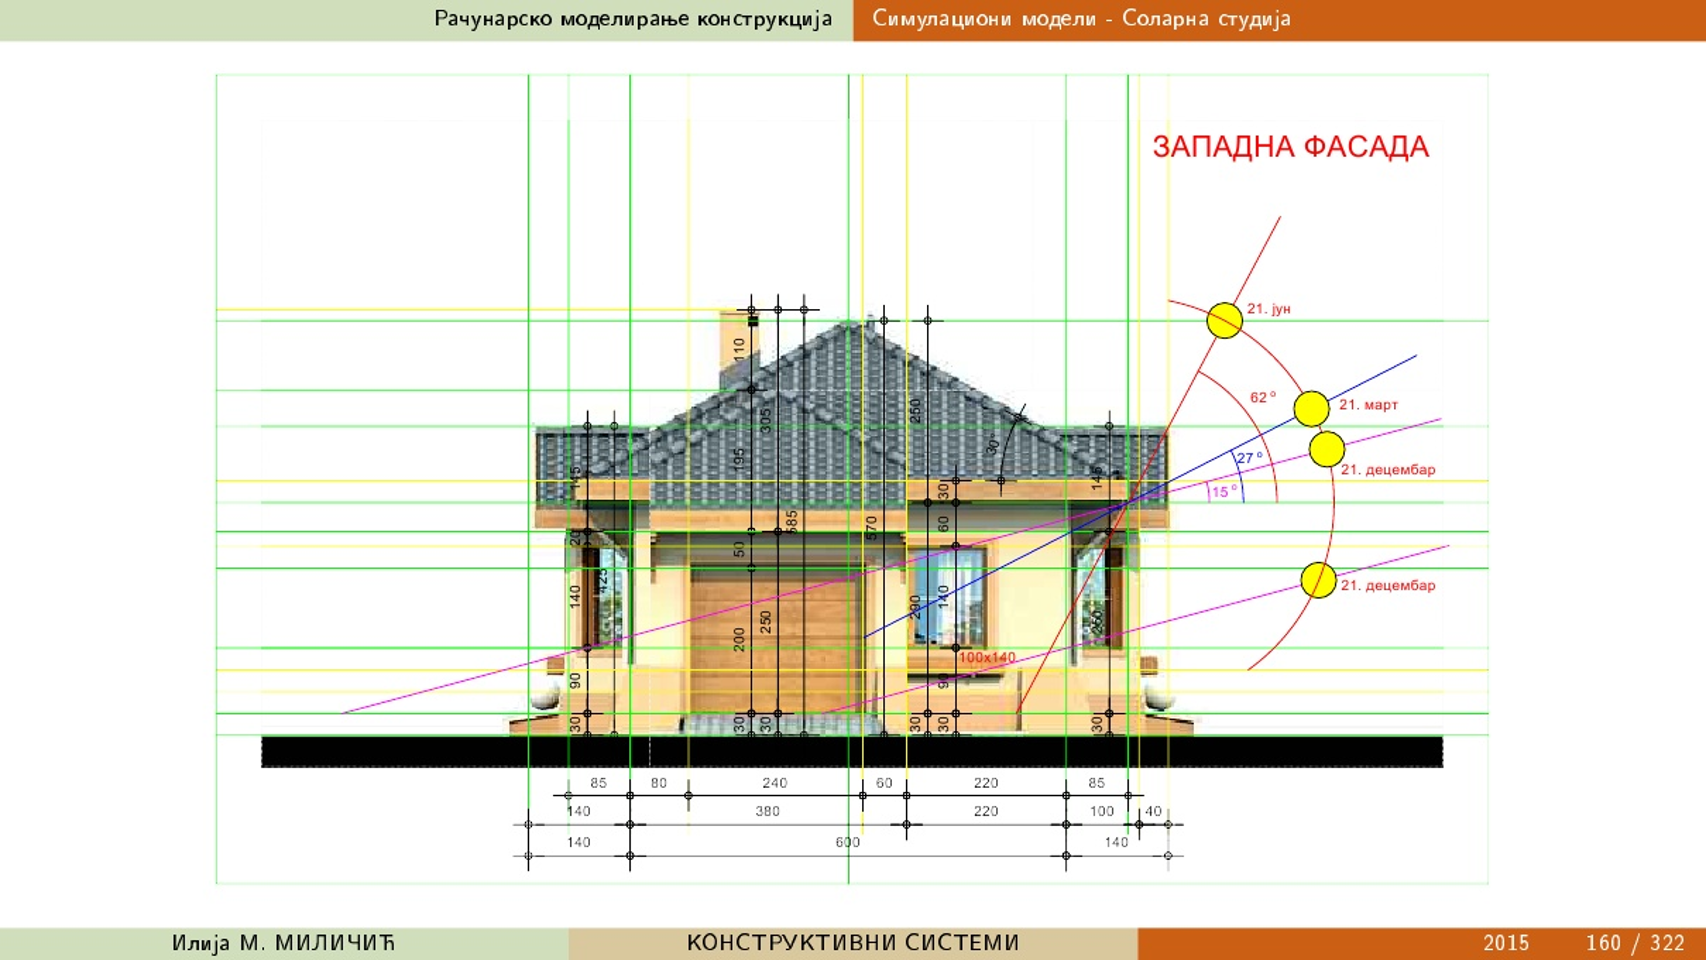 Рачунарско моделирање конструкција
Симулациони модели - Соларна студија
ЗАПАДНА ФАСАДА
21. јун
62°
21. март
27°
21. децембар
15°
21. децембар
110
305
195
250
30°
145
145
30
60
20
50
585
570
425
140
200
250
290
140
260
100x140
90
90
30
30
30
30
30
30
85 80 240 60 220 85
140 380 220 100 40
140 600 140
Илија М. МИЛИЧИЋ
КОНСТРУКТИВНИ СИСТЕМИ
2015 160 / 322